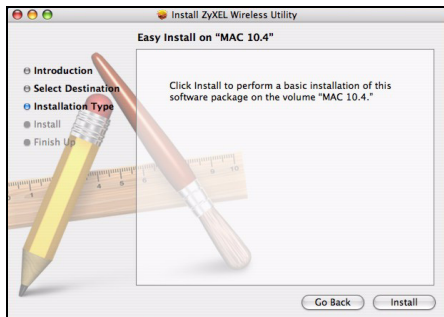 Install ZyXEL Wireless Utility
Easy Install on “MAC 10.4”
Introduction
Select Destination
Installation Type
Install
Finish Up
Click Install to perform a basic installation of this
software package on the volume “MAC 10.4.”
Go Back
Install